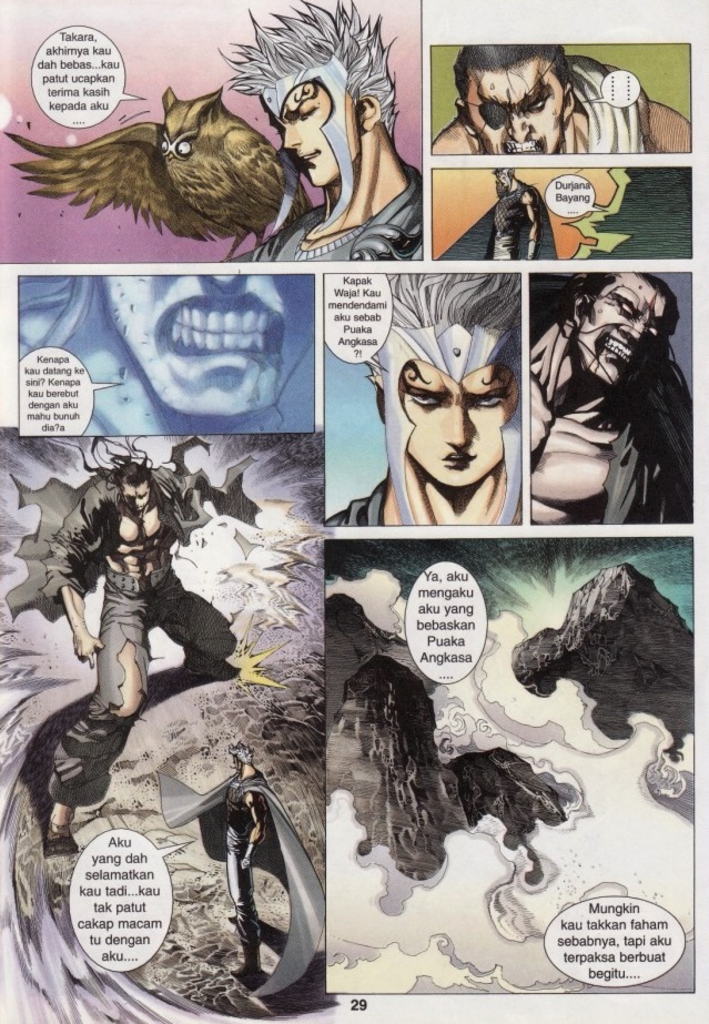 Takara,
akhirnya kau
dah bebas...kau
patut ucapkan
terima kasih
kepada aku
....
Durjana
Bayang
....
Kenapa
kau datang ke
sini? Kenapa
kau berebut
dengan aku
mahu bunuh
dia?a
Kapak
Waja! Kau
mendendami
aku sebab
Puaka
Angkasa
?!
Aku
yang dah
selamatkan
kau tadi...kau
tak patut
cakap macam
tu dengan
aku....
Ya, aku
mengaku
aku yang
bebaskan
Puaka
Angkasa
....
Mungkin
kau takkan faham
sebabnya, tapi aku
terpaksa berbuat
begitu....
29